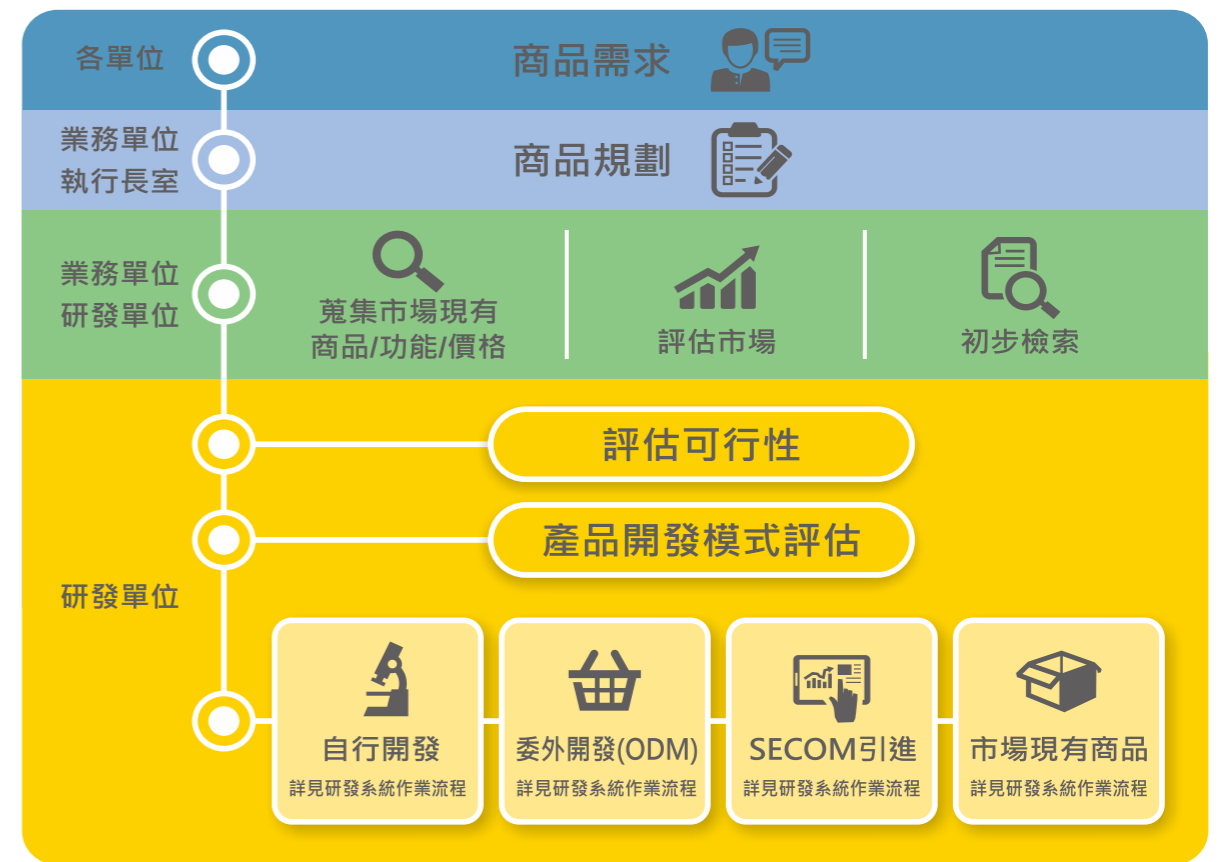 各單位
商品需求
業務單位
執行長室
商品規劃
業務單位
研發單位
蒐集市場現有
商品/功能/價格
評估市場
初步檢索
評估可行性
產品開發模式評估
研發單位
自行開發
詳見研發系統作業流程
委外開發(ODM)
詳見研發系統作業流程
SECOM引進
詳見研發系統作業流程
市場現有商品
詳見研發系統作業流程